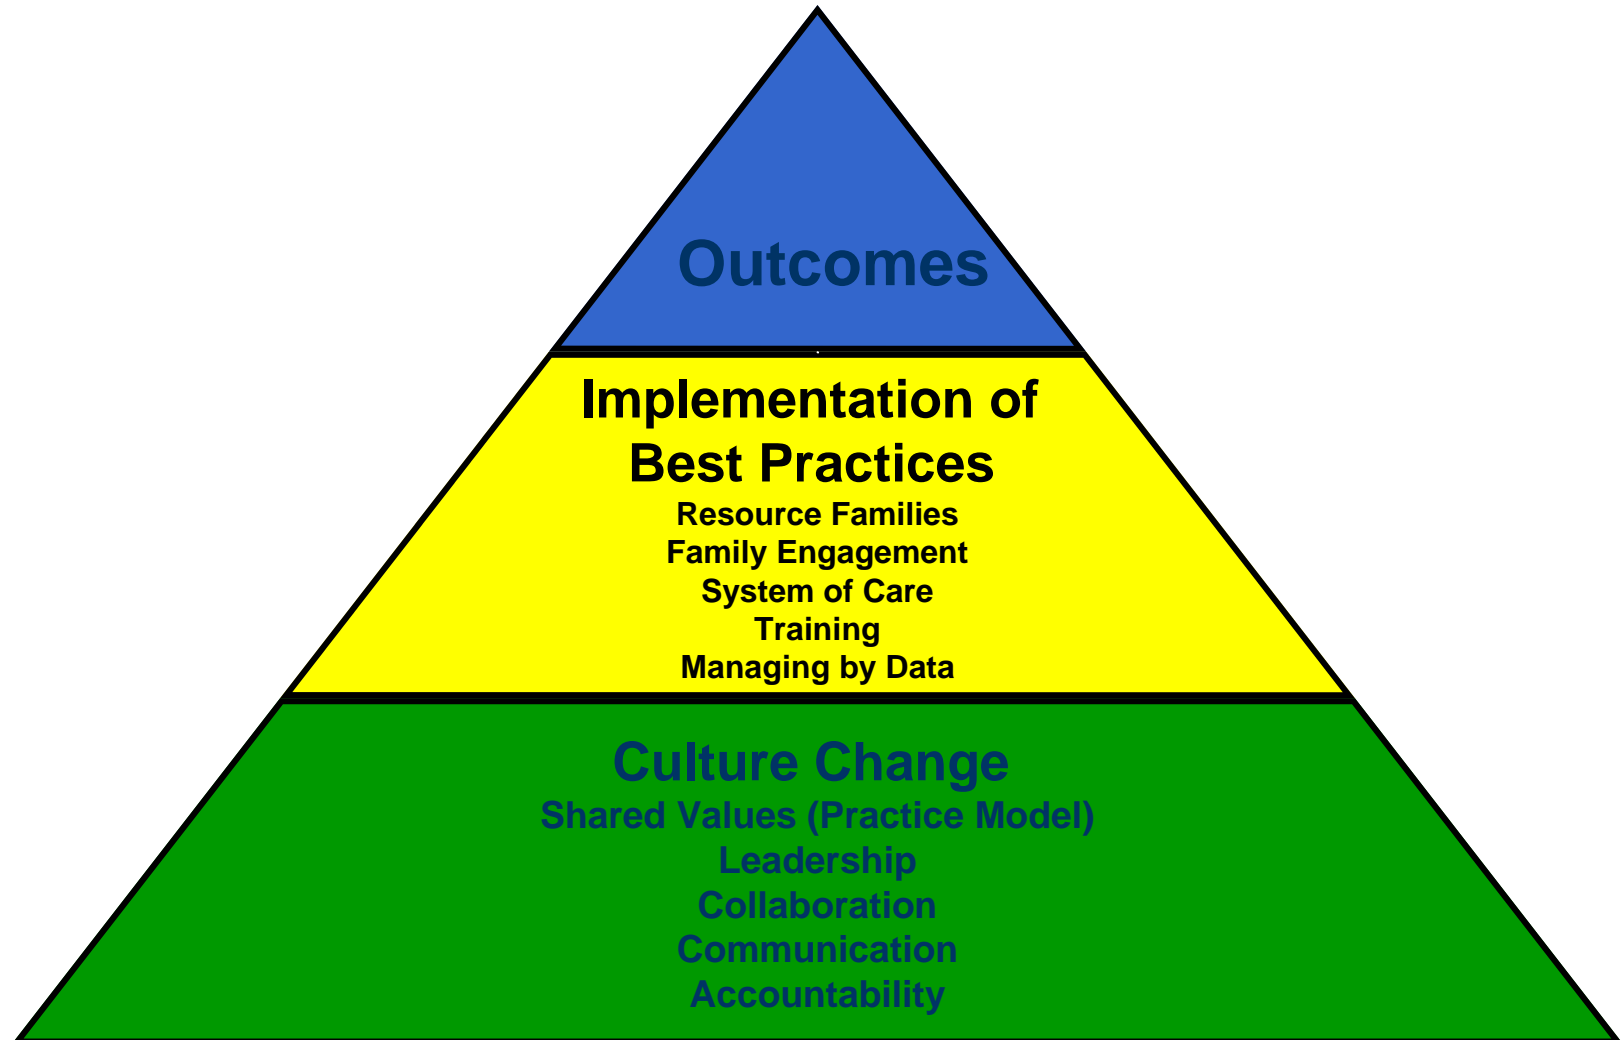 Outcomes
Implementation of
Best Practices
Resource Families
Family Engagement
System of Care
Training
Managing by Data
Culture Change
Shared Values (Practice Model)
Leadership
Collaboration
Communication
Accountability